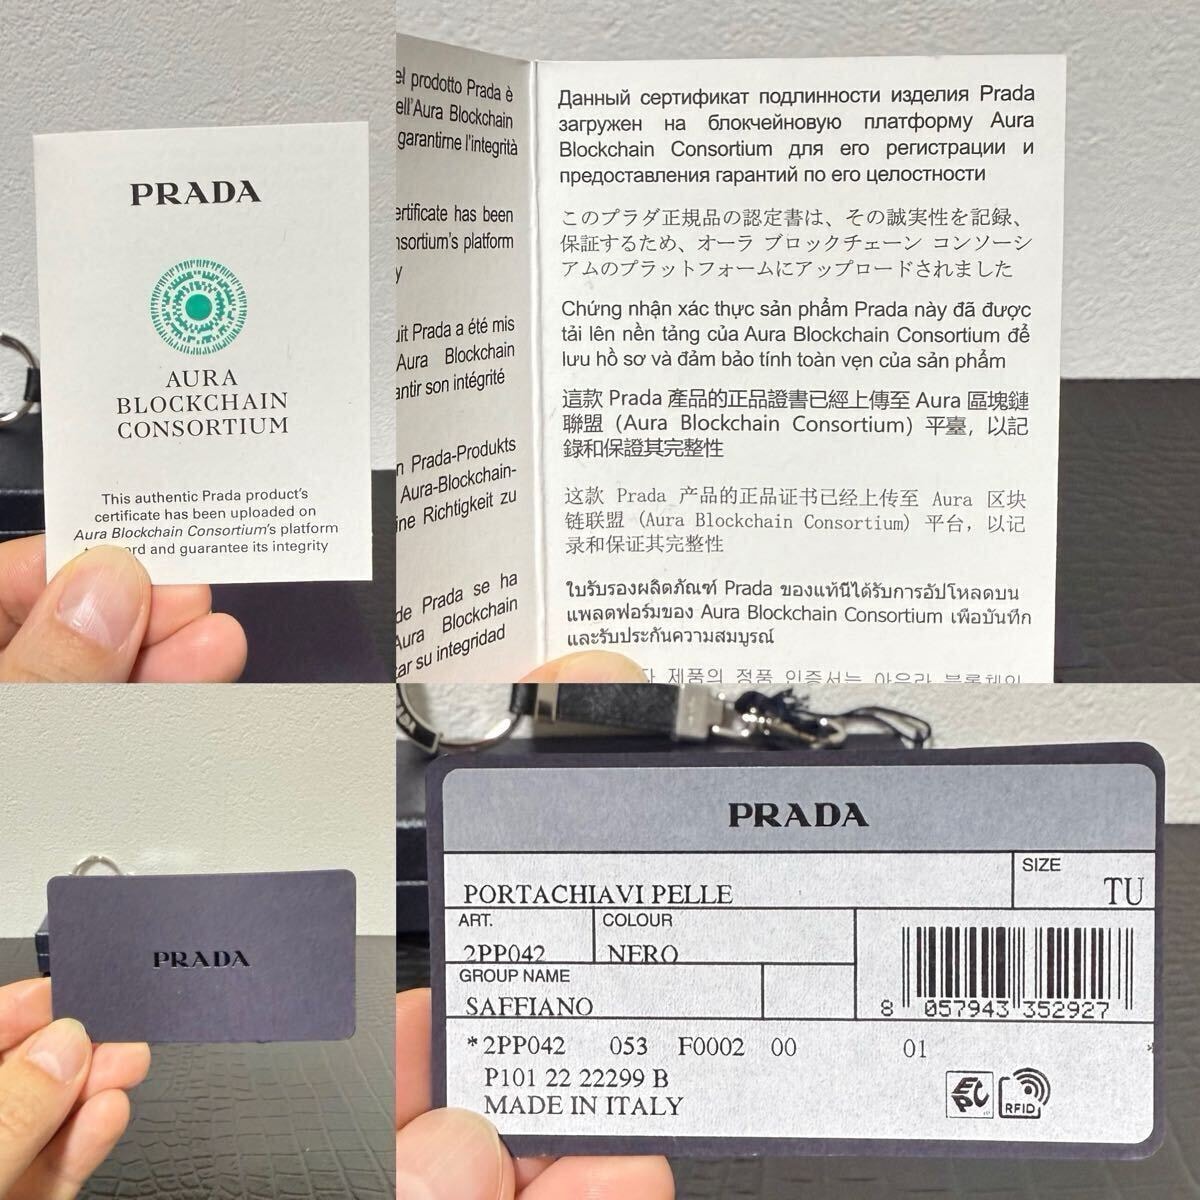 PRADA
AURA
BLOCKCHAIN
CONSORTIUM
This authentic Prada product's
certificate has been uploaded on
Aura Blockchain Consortium's platform
and guarantee its integrity
prodotto Prada è
Aura Blockchain
garantirne l'integrità
has been
platform
Prada a été mis
Aura Blockchain
son intégrité
Prada-Produkts
Aura-Blockchain-
Richtigkeit zu
de Prada se ha
Aura Blockchain
su integridad
Данный сертификат подлинности изделия Prada
загружен на блокчейновую платформу Aura
Blockchain Consortium для его регистрации и
предоставления гарантий по его целостности
このプラダ正規品の認定書は、その誠実性を記録、
保証するため、オーラ ブロックチェーン コンソーシ
アムのプラットフォームにアップロードされました
Chứng nhận xác thực sản phẩm Prada này đã được
tải lên nền tảng của Aura Blockchain Consortium để
lưu hồ sơ và đảm bảo tính toàn vẹn của sản phẩm
這款 Prada 產品的正品證書已經上傳至 Aura 區塊鏈
聯盟（Aura Blockchain Consortium）平臺，以記
錄和保證其完整性
这款 Prada 产品的正品证书已经上传至 Aura 区块
链联盟（Aura Blockchain Consortium）平台，以记
录和保证其完整性
ใบรับรองผลิตภัณฑ์ Prada ของแท้นี้ได้รับการอัปโหลดบน
แพลตฟอร์มของ Aura Blockchain Consortium เพื่อบันทึก
และรับประกันความสมบูรณ์
제품의 정품 인증서는 아우라 블록체인
PRADA
PRADA
PORTACHIAVI PELLE
SIZE
TU
ART.
2PP042
COLOUR
NERO
GROUP NAME
SAFFIANO
8 057943 352927
*2PP042 053 F0002 00 01 *
P101 22 22299 B
MADE IN ITALY
EPC
RFID